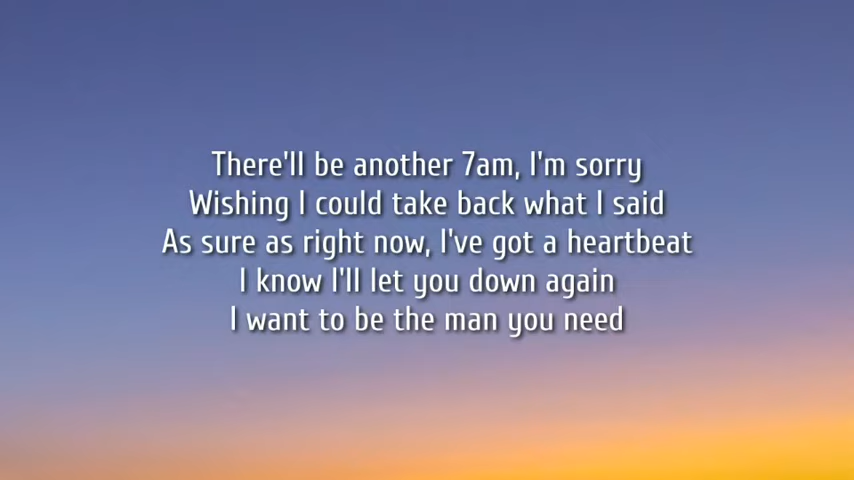 There'll be another 7am, I'm sorry
Wishing I could take back what I said
As sure as right now, I've got a heartbeat
I know I'll let you down again
I want to be the man you need